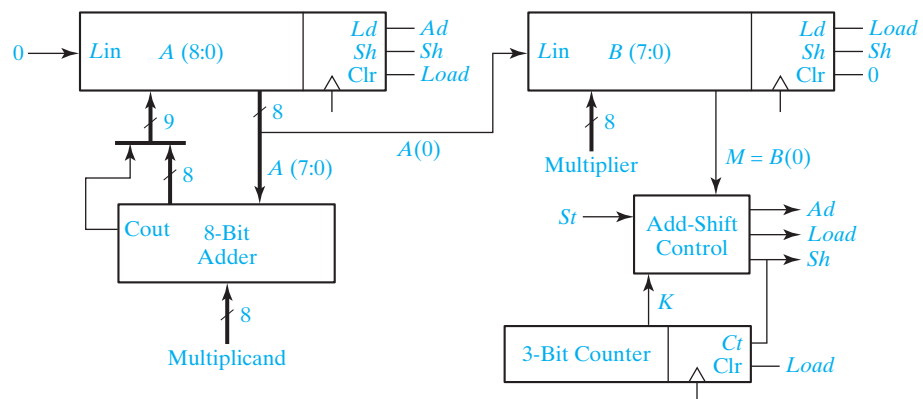 0
Lin
A (8:0)
Ld
Sh
Clr
Ad
Sh
Load
Lin
B (7:0)
Ld
Sh
Clr
Load
Sh
0
9
8
8
A(0)
8
Multiplier
M = B(0)
A (7:0)
8
Cout
8-Bit
Adder
8
Multiplicand
St
Add-Shift
Control
Ad
Load
Sh
K
3-Bit Counter
Ct
Clr
Load